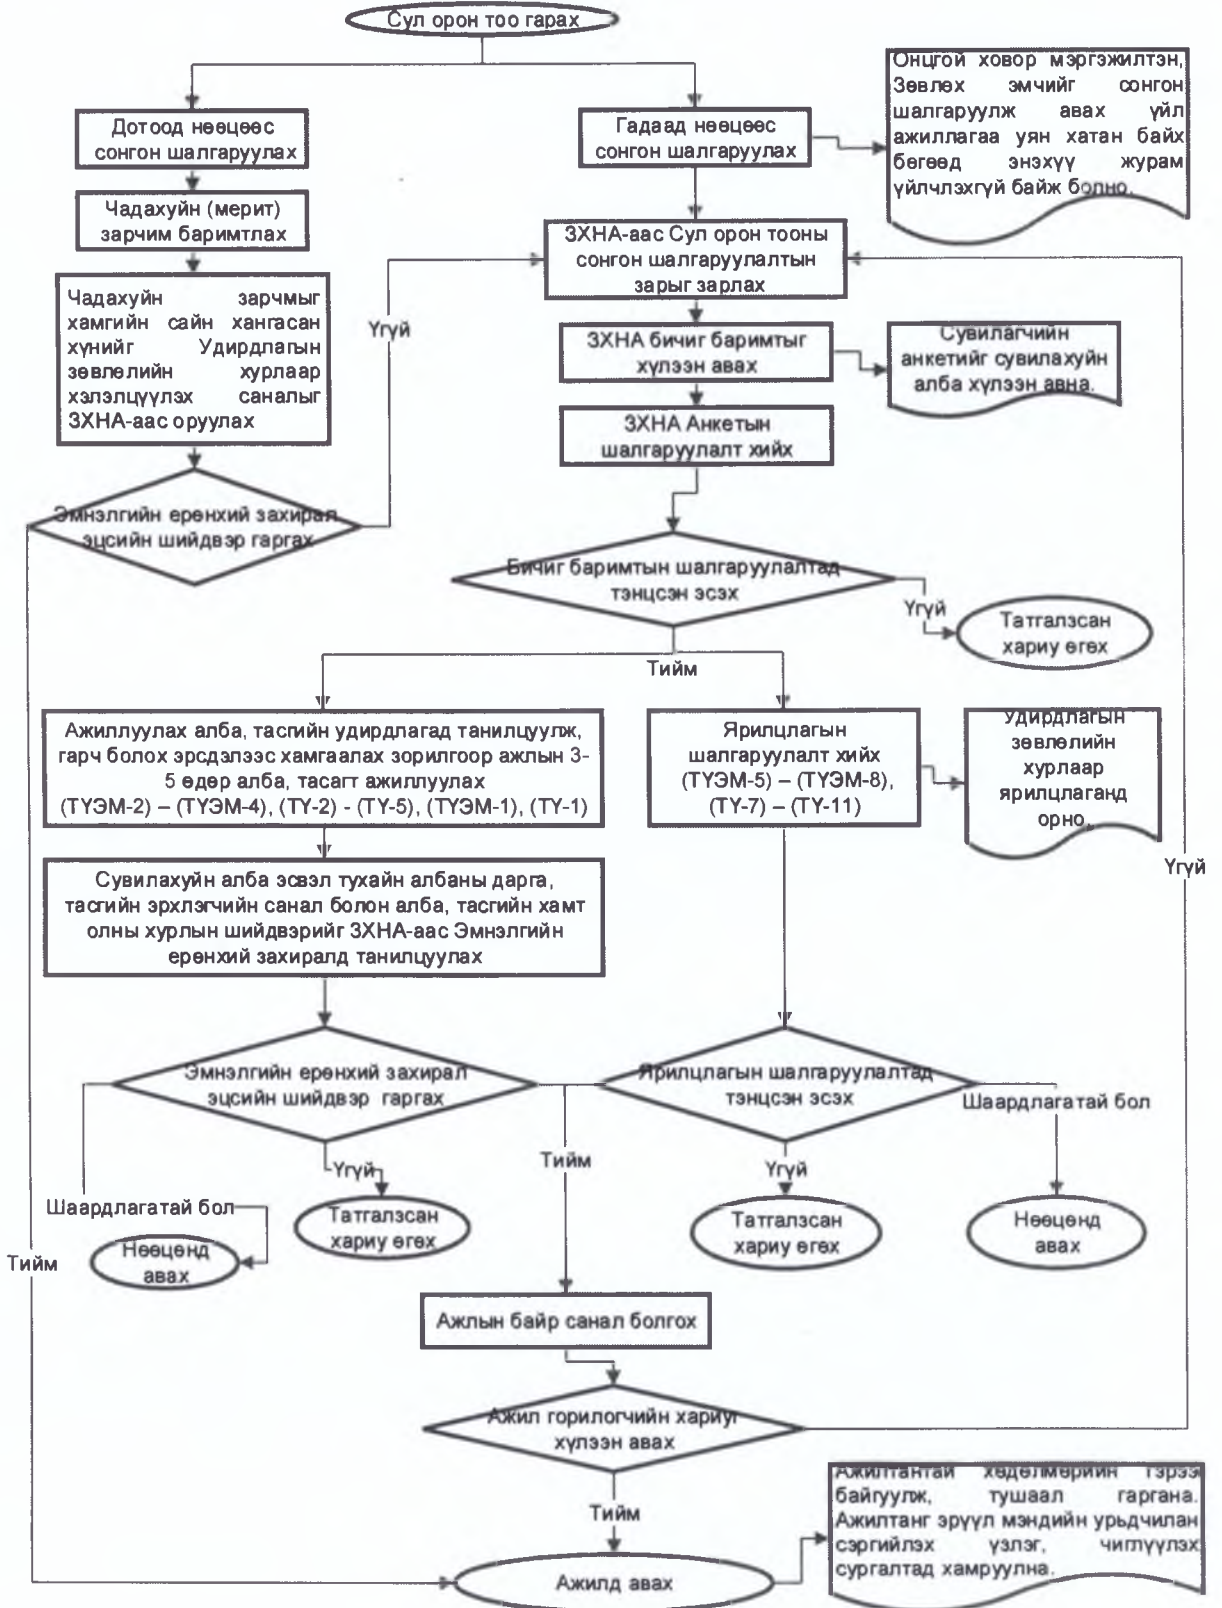 Сул орон тоо гарах
Дотоод нөөцөөс
сонгон шалгаруулах
Гадаад нөөцөөс
сонгон шалгаруулах
Онцгой ховор мэргэжилтэн,
Зөвлөх эмчийг сонгон
шалгаруулж авах үйл
ажиллагаа уян хатан байх
бөгөөд энэхүү журам
үйлчлэхгүй байж болно.
Чадахуйн (мерит)
зарчим баримтлах
Чадахуйн зарчмыг
хамгийн сайн хангасан
хүнийг Удирдлагын
зөвлөлийн хурлаар
хэлэлцүүлэх саналыг
ЗХНА-аас оруулах
Үгүй
ЗХНА-аас Сул орон тооны
сонгон шалгаруулалтын
зарыг зарлах
ЗХНА бичиг баримтыг
хүлээн авах
Сувилагчийн
анкетийг сувилахуйн
алба хүлээн авна.
ЗХНА Анкетын
шалгаруулалт хийх
Эмнэлгийн ерөнхий захирал
эцсийн шийдвэр гаргах
Бичиг баримтын шалгаруулалтад
тэнцсэн эсэх
Үгүй
Татгалзсан
хариу өгөх
Тийм
Ажиллуулах алба, тасгийн удирдлагад танилцуулж,
гарч болох эрсдэлээс хамгаалах зорилгоор ажлын 3-
5 өдөр алба, тасагт ажиллуулах
(ТҮЭМ-2) – (ТҮЭМ-4), (ТҮ-2) - (ТҮ-5), (ТҮЭМ-1), (ТҮ-1)
Ярилцлагын
шалгаруулалт хийх
(ТҮЭМ-5) – (ТҮЭМ-8),
(ТҮ-7) – (ТҮ-11)
Удирдлагын
зөвлөлийн
хурлаар
ярилцлаганд
орно.
Үгүй
Сувилахуйн алба эсвэл тухайн албаны дарга,
тасгийн эрхлэгчийн санал болон алба, тасгийн хамт
олны хурлын шийдвэрийг ЗХНА-аас Эмнэлгийн
ерөнхий захиралд танилцуулах
Эмнэлгийн ерөнхий захирал
эцсийн шийдвэр гаргах
Ярилцлагын шалгаруулалтад
тэнцсэн эсэх
Шаардлагатай бол
Тийм
Үгүй
Үгүй
Шаардлагатай бол
Татгалзсан
хариу өгөх
Татгалзсан
хариу өгөх
Нөөцөнд
авах
Нөөцөнд
авах
Тийм
Ажлын байр санал болгох
Ажил горилогчийн хариуг
хүлээн авах
Тийм
Ажилтантай хөдөлмөрийн гэрээ
байгуулж, тушаал гаргана.
Ажилтанг эрүүл мэндийн урьдчилан
сэргийлэх үзлэг, чиглүүлэх
сургалтад хамруулна.
Ажилд авах